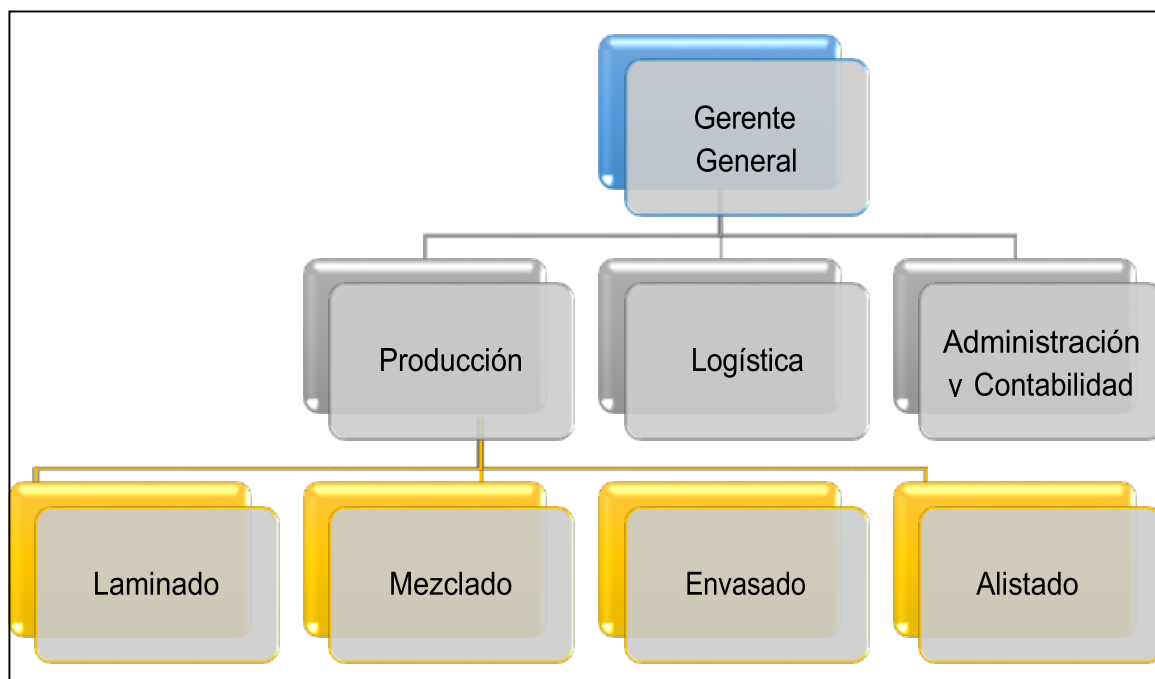 Gerente
General
Producción
Logística
Administración
y Contabilidad
Laminado
Mezclado
Envasado
Alistado